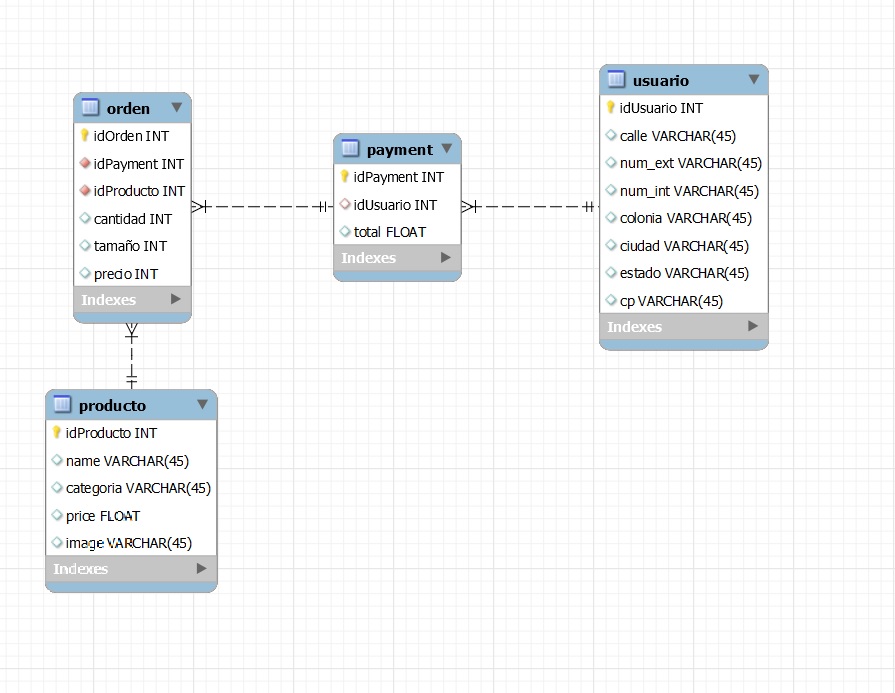 orden
idOrden INT
idPayment INT
idProducto INT
cantidad INT
tamaño INT
precio INT
Indexes
payment
idPayment INT
idUsuario INT
total FLOAT
Indexes
usuario
idUsuario INT
calle VARCHAR(45)
num_ext VARCHAR(45)
num_int VARCHAR(45)
colonia VARCHAR(45)
ciudad VARCHAR(45)
estado VARCHAR(45)
cp VARCHAR(45)
Indexes
producto
idProducto INT
name VARCHAR(45)
categoria VARCHAR(45)
price FLOAT
image VARCHAR(45)
Indexes